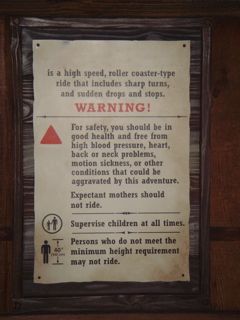 is a high speed, roller coaster-type
ride that includes sharp turns,
and sudden drops and stops.
WARNING!
For safety, you should be in
good health and free from
high blood pressure, heart,
back or neck problems,
motion sickness, or other
conditions that could be
aggravated by this adventure.
Expectant mothers should
not ride.
Supervise children at all times.
Persons who do not meet the
minimum height requirement
may not ride.
40"